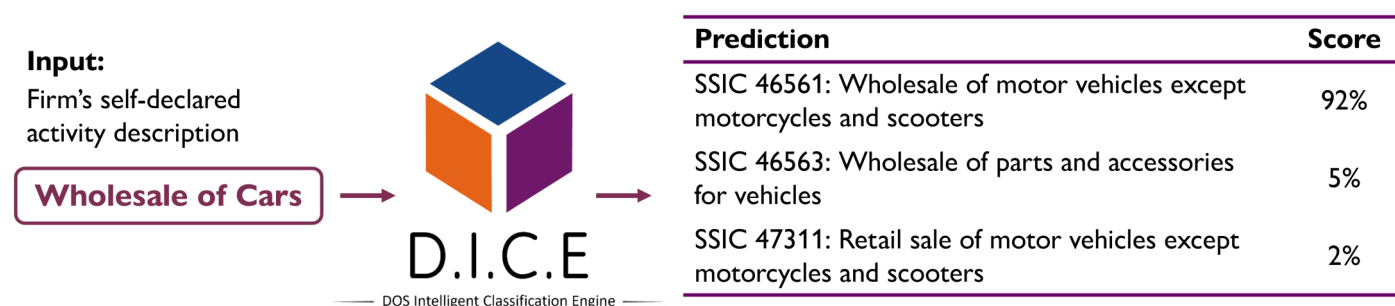 Input:
Firm's self-declared
activity description
Wholesale of Cars
D.I.C.E
DOS Intelligent Classification Engine
Prediction Score
SSIC 46561: Wholesale of motor vehicles except
motorcycles and scooters
92%
SSIC 46563: Wholesale of parts and accessories
for vehicles
5%
SSIC 47311: Retail sale of motor vehicles except
motorcycles and scooters
2%